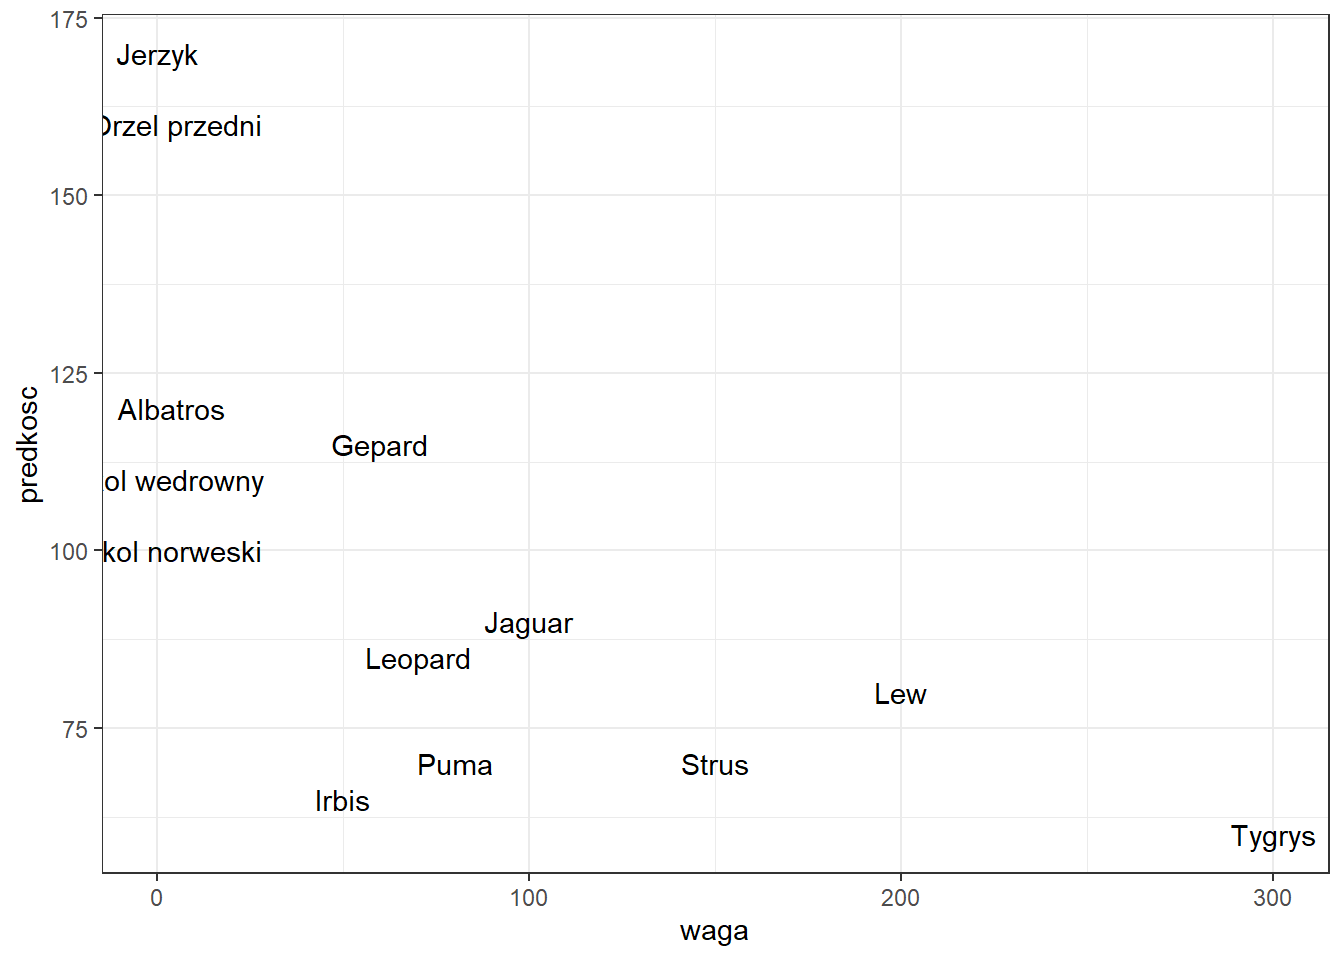 175
Jerzyk
rzel przedni
150
125
Albatros
Gepard
predkosc
ol wedrowny
100
kol norweski
Jaguar
Leopard
Lew
75
Puma
Strus
Irbis
Tygrys
0
100
200
300
waga